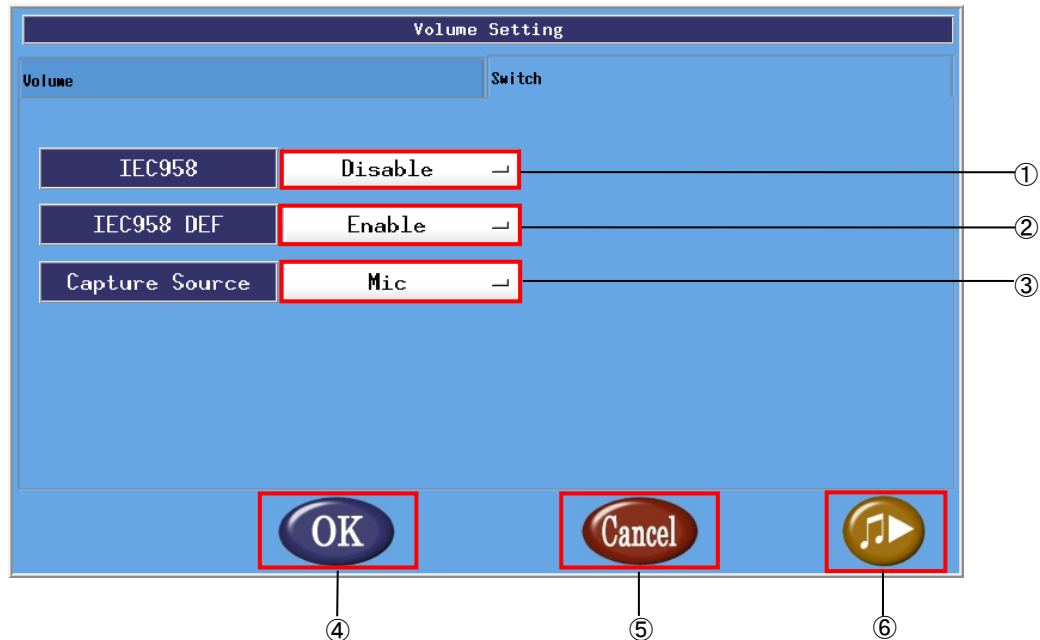 Volume Setting
Volume
Switch
IEC958 Disable ①
IEC958 DEF Enable ②
Capture Source Mic ③
OK Cancel
④ ⑤ ⑥